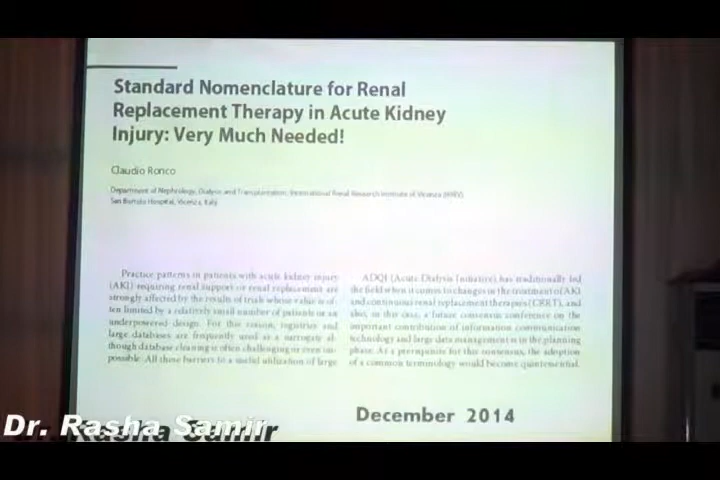 Standard Nomenclature for Renal
Replacement Therapy in Acute Kidney
Injury: Very Much Needed!
Claudio Ronco
Department of Nephrology, Dialysis and Transplantation, International Renal Research Institute of Vicenza (IRRIV)
San Bortolo Hospital, Vicenza, Italy
Practice patterns in patients with acute kidney injury
(AKI) requiring renal support or renal replacement are
strongly affected by the results of trials whose value is of-
ten limited by a relatively small number of patients or an
underpowered design. For this reason, registries and
large databases are frequently used as a surrogate al-
though database cleaning is often challenging or even im-
possible. All these barriers to a useful utilization of large
ADQI (Acute Dialysis Initiative) has traditionally led
the field when it comes to changes in the treatment of (AKI
and continuous renal replacement therapies (CRRT), and
also, in this case, a future consensus conference on the
important contribution of information communication
technology and large data management is in the planning
phase. As a prerequisite for this consensus, the adoption
of a common terminology would become quintessential.
December 2014
Dr. Rasha Samir
Rasha Samir